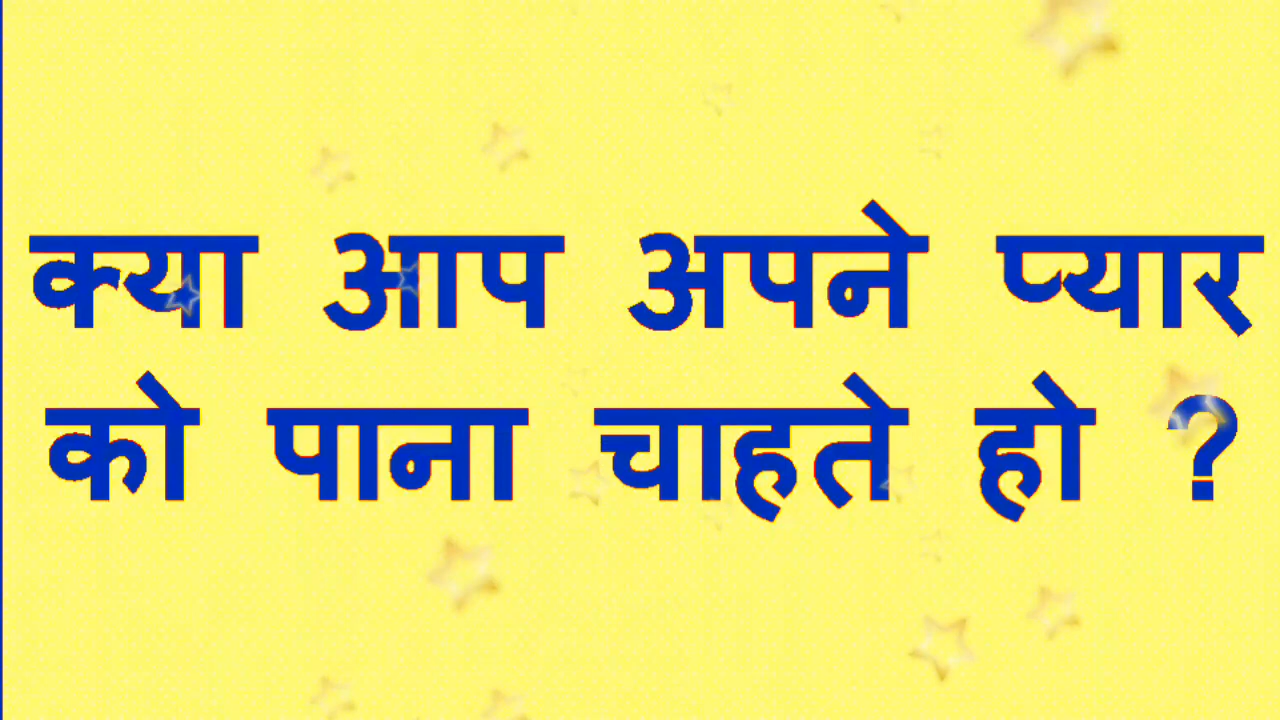 क्या आप अपने प्यार
को पाना चाहते हो ?